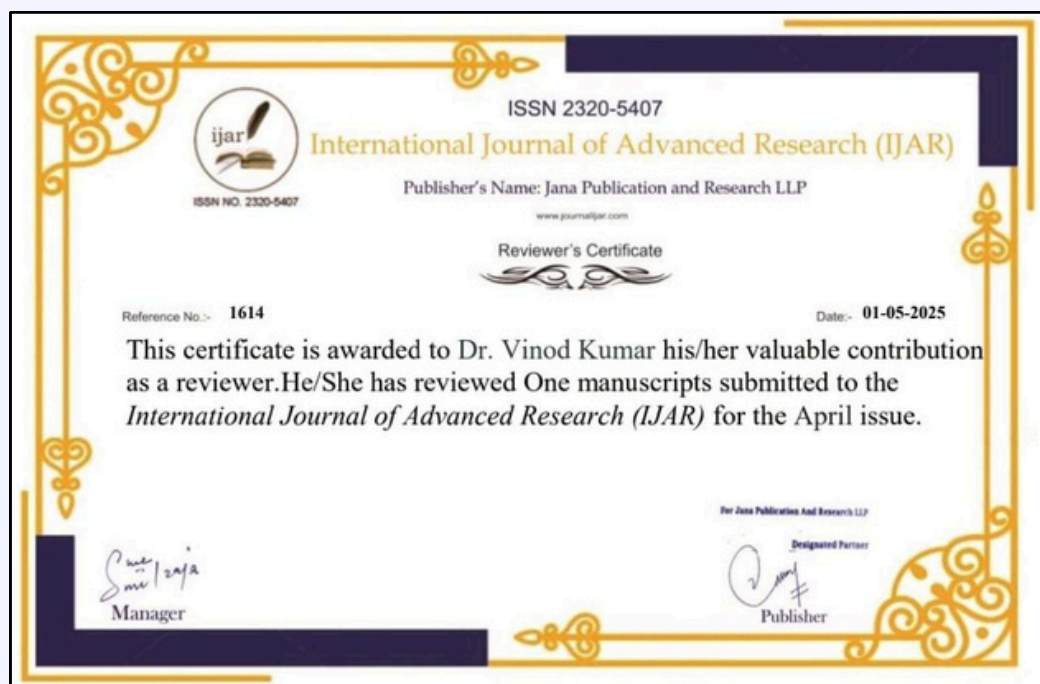 ISSN 2320-5407
ijar
International Journal of Advanced Research (IJAR)
Publisher's Name: Jana Publication and Research LLP
ISSN NO. 2320-5407
www.journalijar.com
Reviewer's Certificate
Reference No.:- 1614
Date:- 01-05-2025
This certificate is awarded to Dr. Vinod Kumar his/her valuable contribution
as a reviewer.He/She has reviewed One manuscripts submitted to the
International Journal of Advanced Research (IJAR) for the April issue.
For Jana Publication And Research LLP
Designated Partner
Manager
Publisher